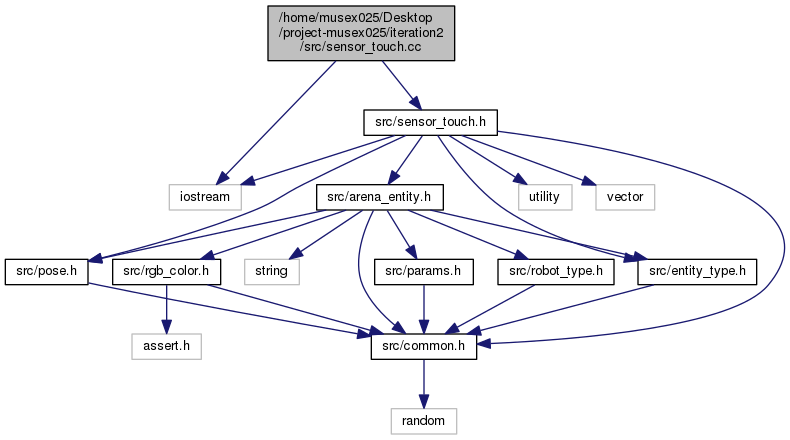 /home/musex025/Desktop
/project-musex025/iteration2
/src/sensor_touch.cc
src/sensor_touch.h
iostream
src/arena_entity.h
utility
vector
src/pose.h
src/rgb_color.h
string
src/params.h
src/robot_type.h
src/entity_type.h
assert.h
src/common.h
random